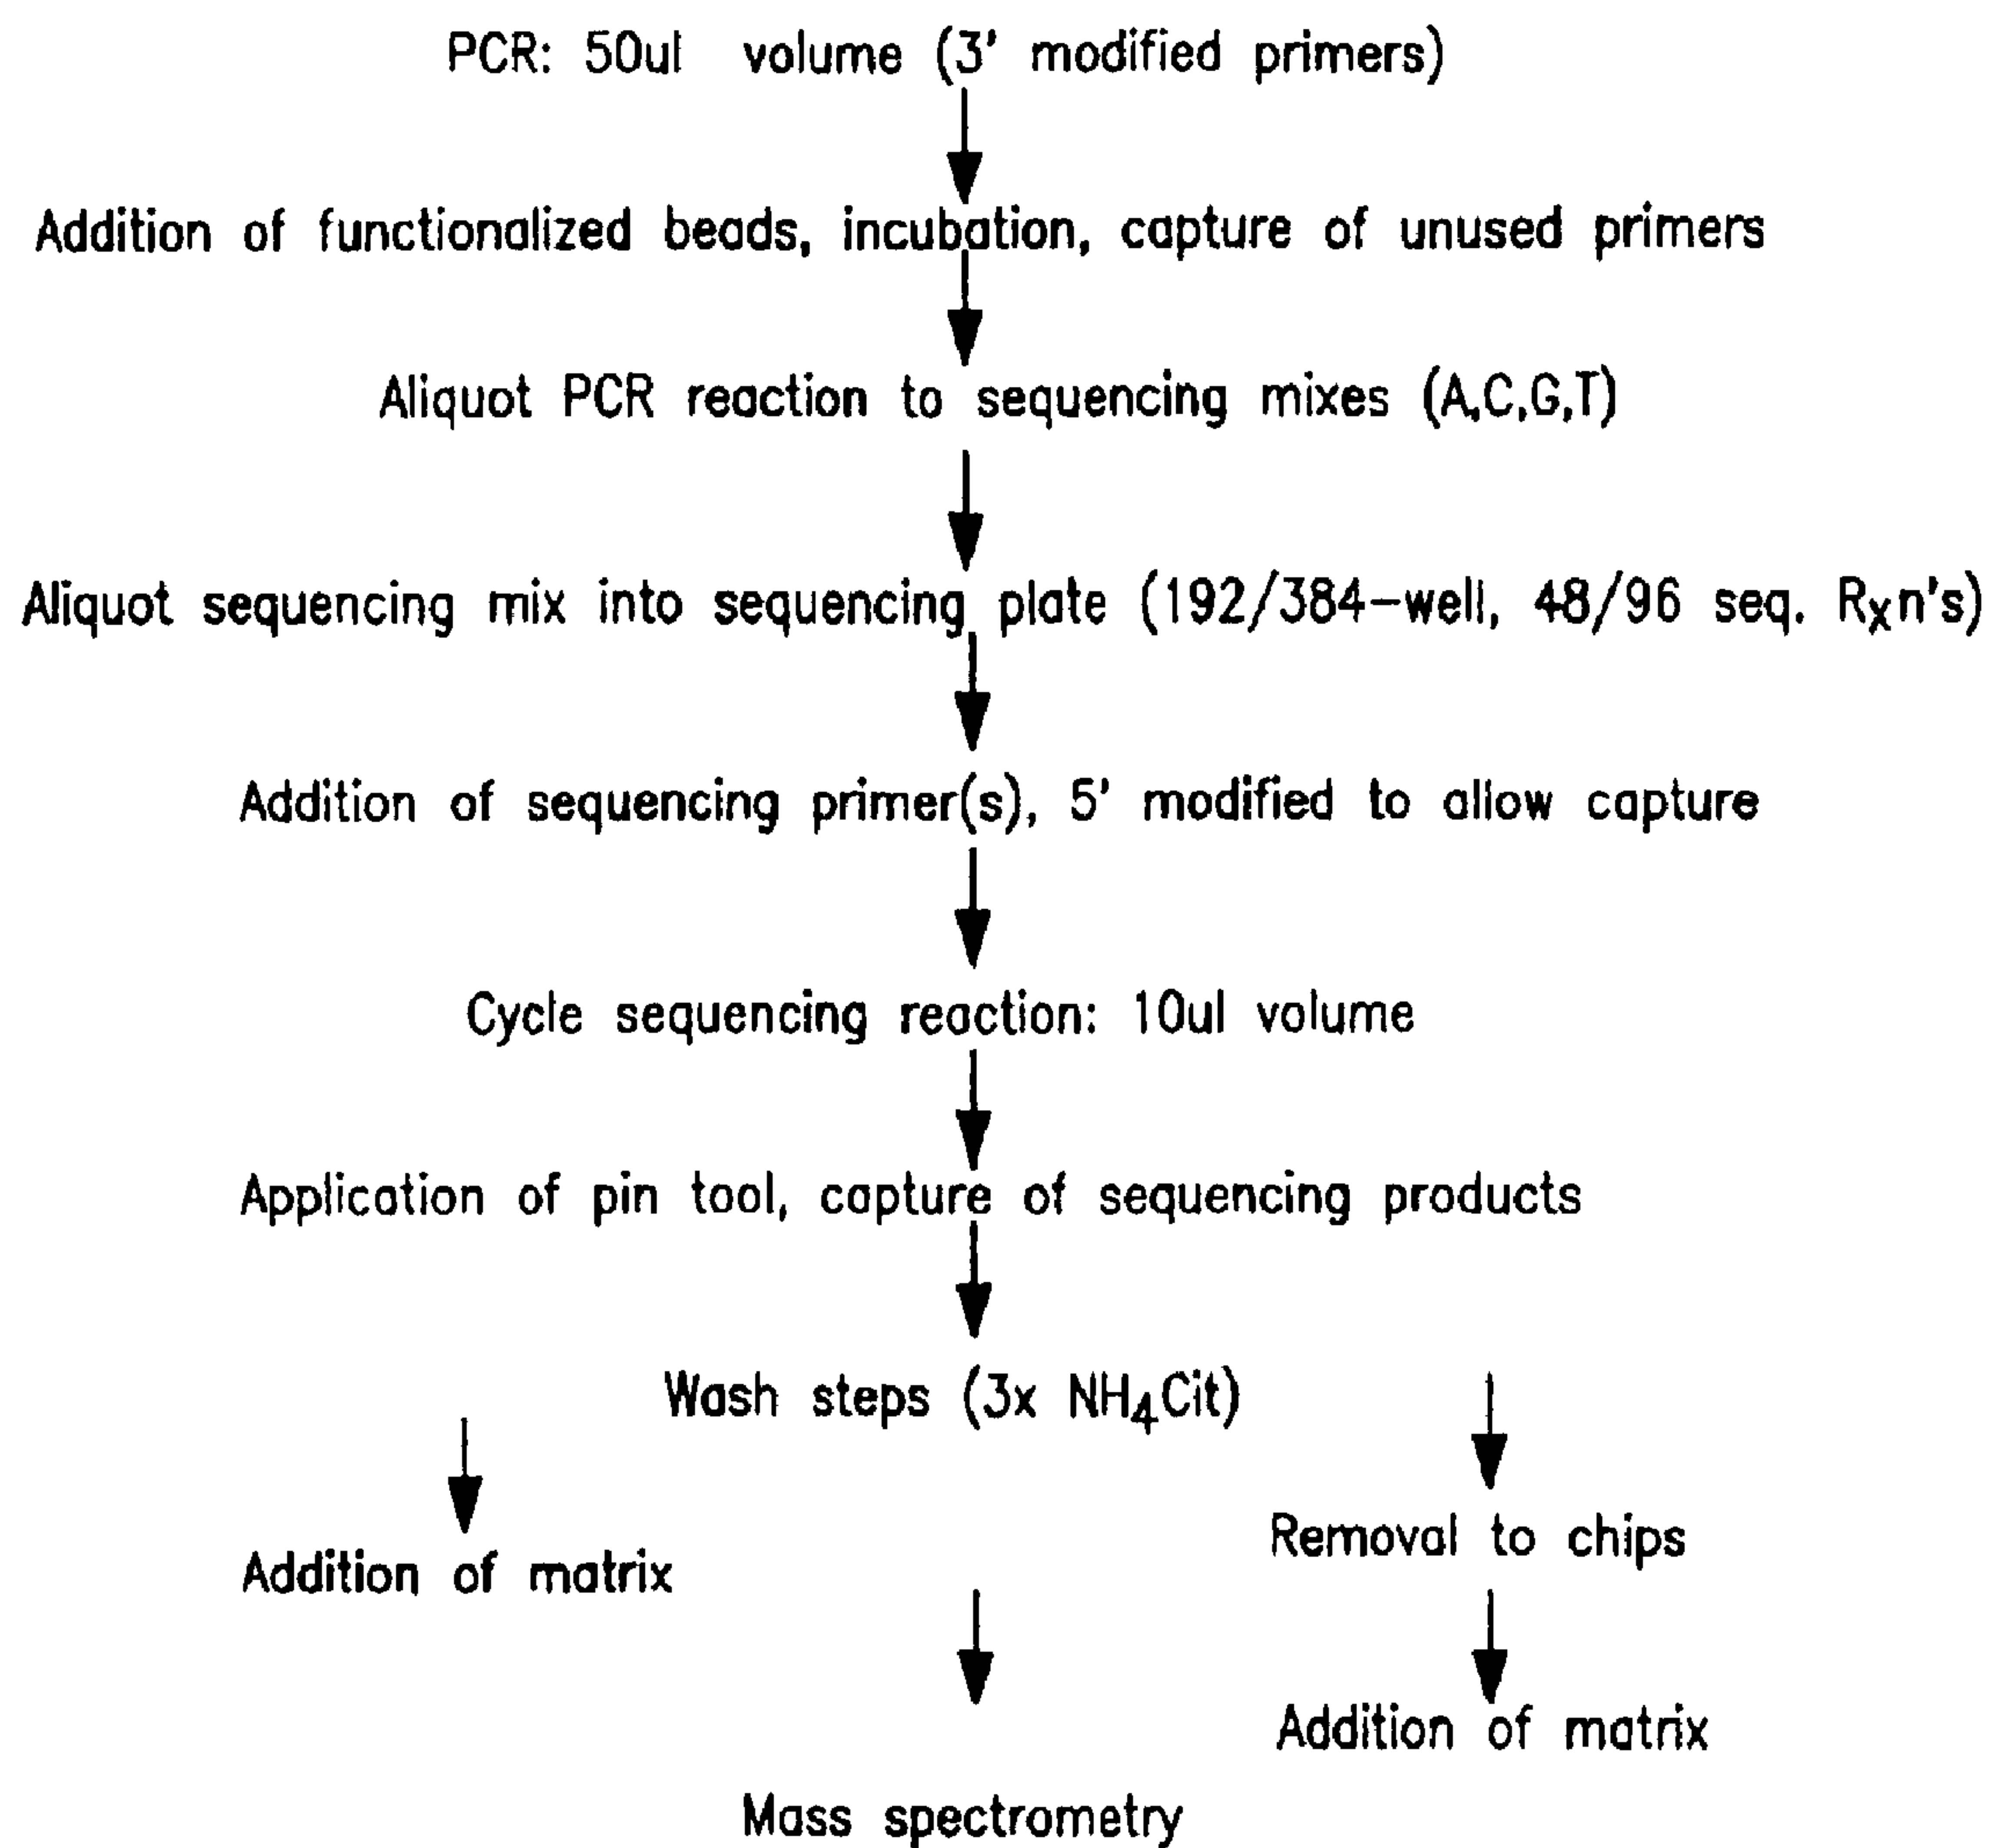 PCR: 50ul volume (3' modified primers)
Addition of functionalized beads, incubation, capture of unused primers
Aliquot PCR reaction to sequencing mixes (A,C,G,T)
Aliquot sequencing mix into sequencing plate (192/384-well, 48/96 seq. Rxn's)
Addition of sequencing primer(s), 5' modified to allow capture
Cycle sequencing reaction: 10ul volume
Application of pin tool, capture of sequencing products
Wash steps (3x NH₄Cit)
Addition of matrix
Removal to chips
Addition of matrix
Mass spectrometry